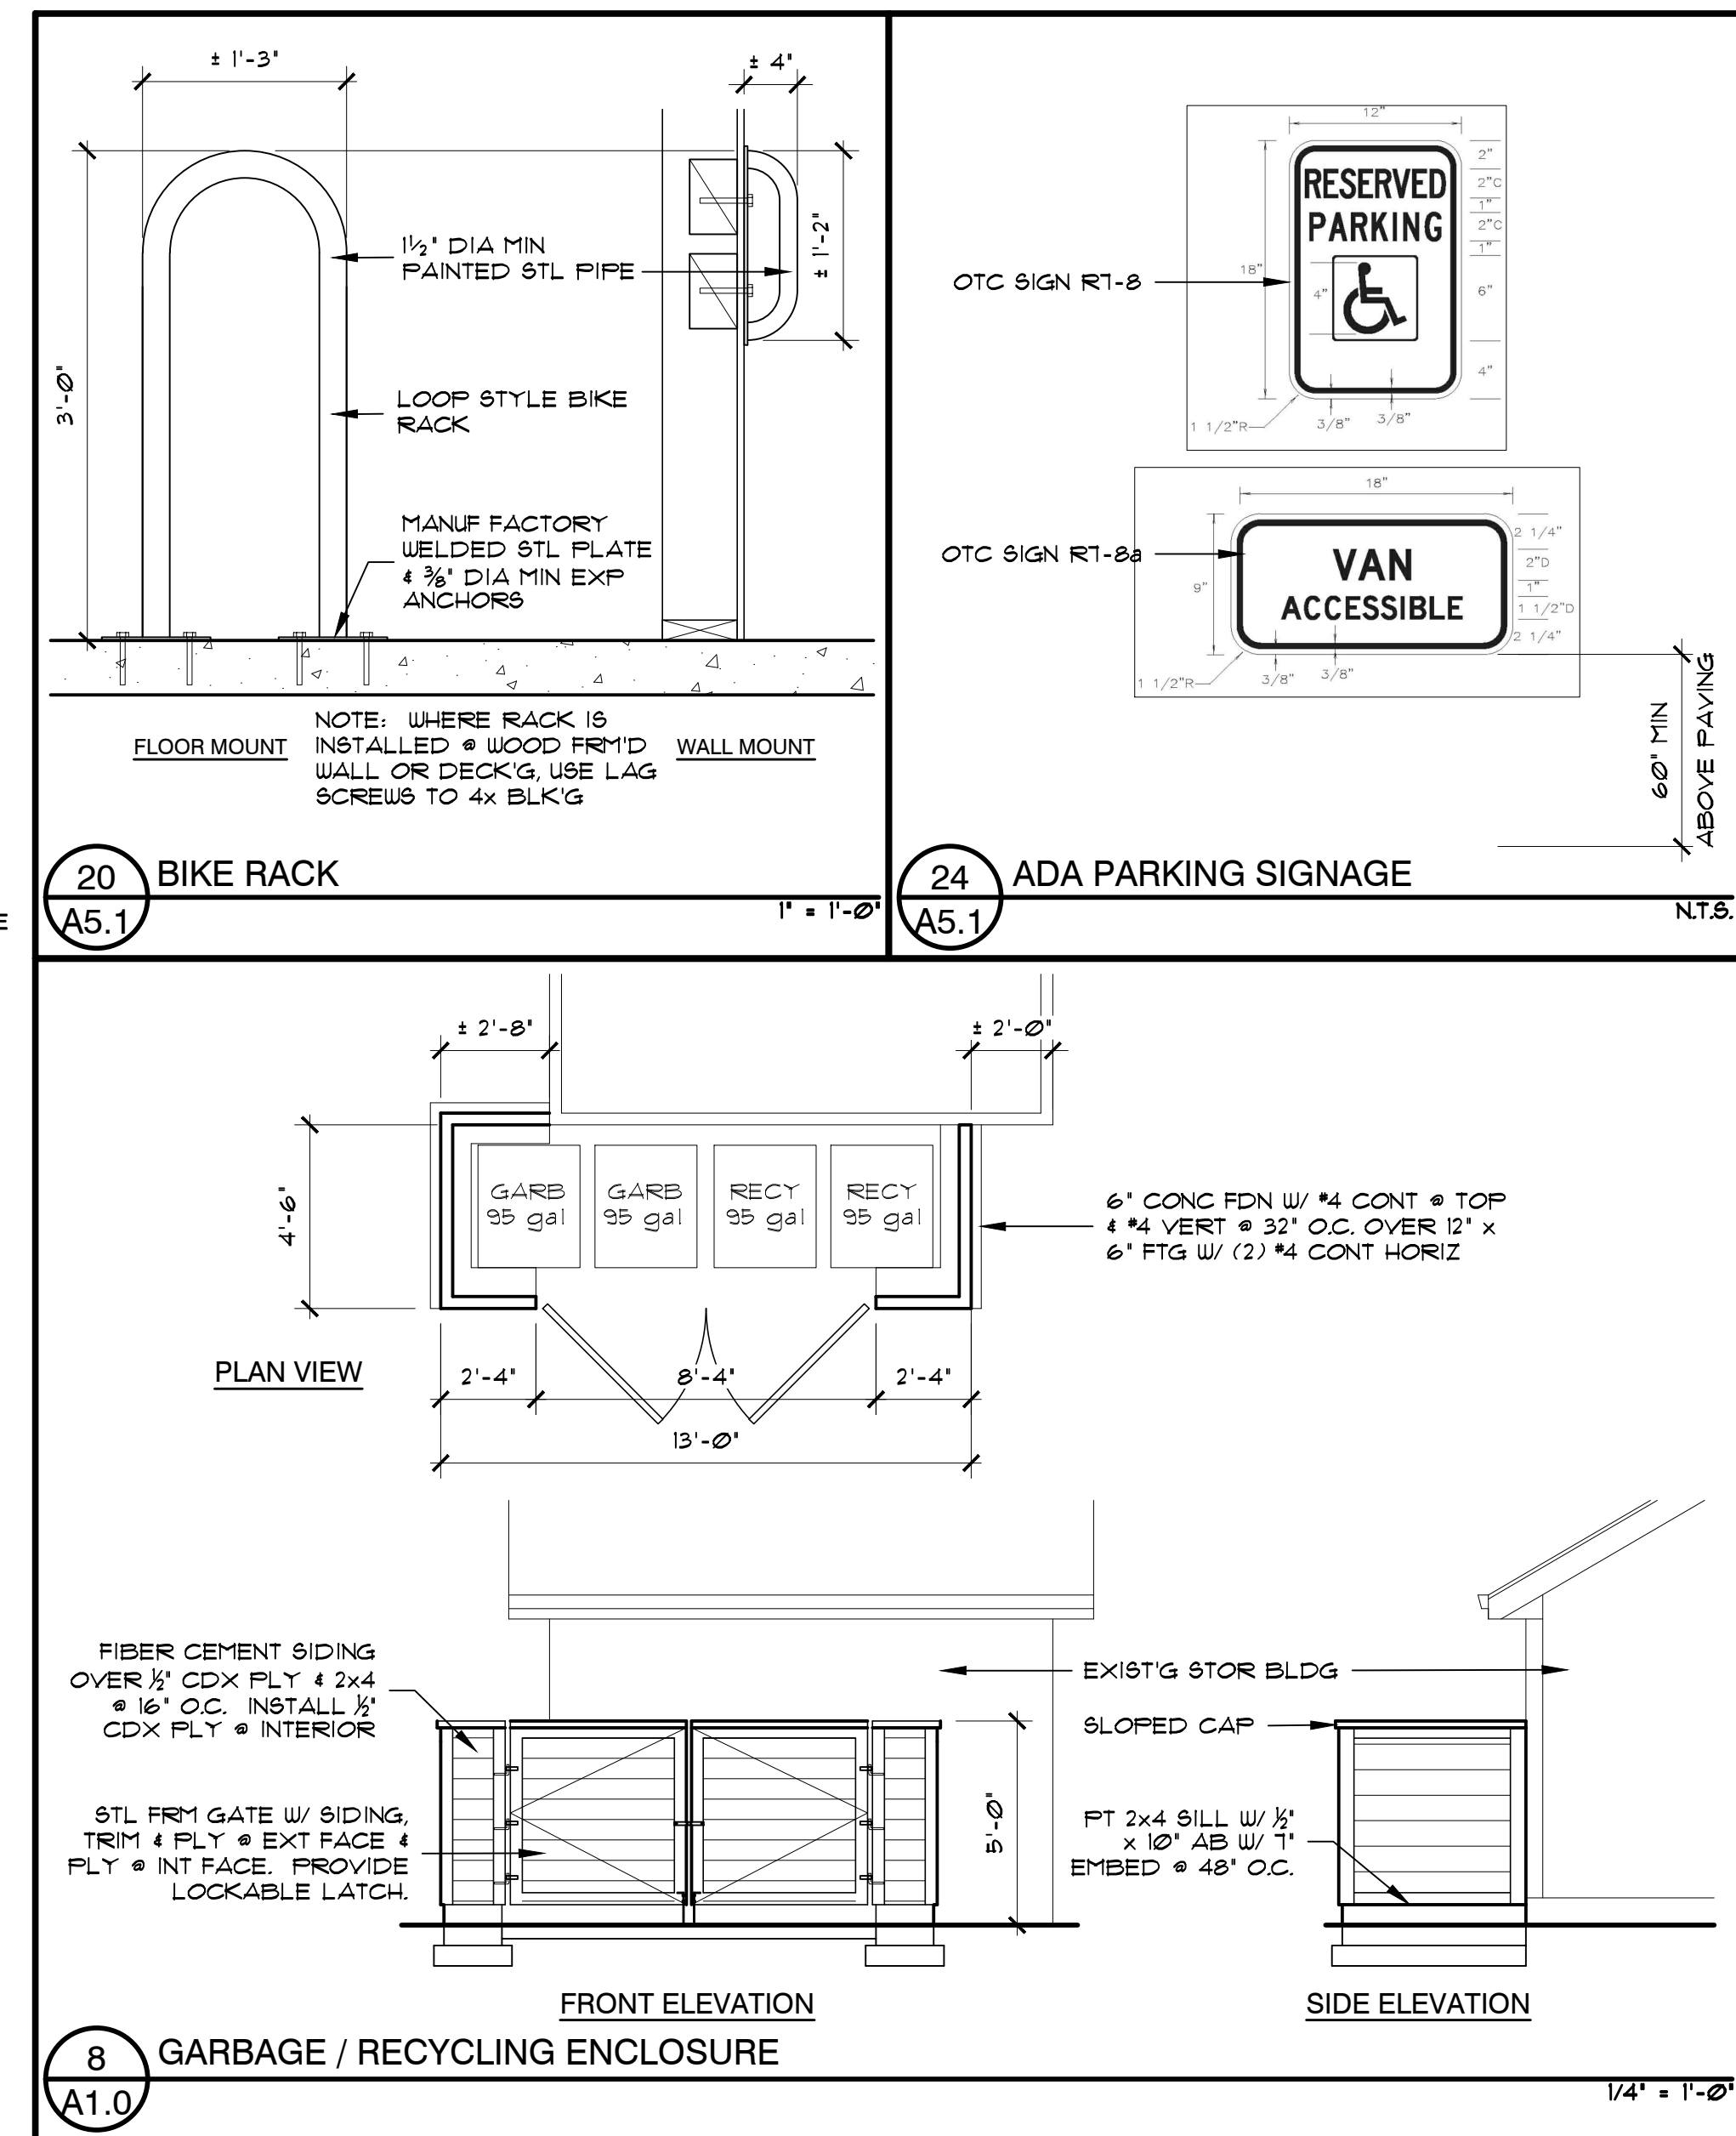 ± 1'-3"
± 4"
3'-0"
± 1'-2"
1½" DIA MIN
PAINTED STL PIPE
LOOP STYLE BIKE
RACK
MANUF FACTORY
WELDED STL PLATE
& ⅜" DIA MIN EXP
ANCHORS
FLOOR MOUNT
NOTE: WHERE RACK IS
INSTALLED @ WOOD FRM'D
WALL OR DECK'G, USE LAG
SCREWS TO 4x BLK'G
WALL MOUNT
20
A5.1
BIKE RACK
1" = 1'-0"
E
12"
18"
RESERVED
PARKING
4"
2"
2"C
1"
2"C
1"
6"
4"
1 1/2"R
3/8"
3/8"
OTC SIGN R7-8
18"
9"
VAN
ACCESSIBLE
2 1/4"
2"D
1"
1 1/2"D
2 1/4"
1 1/2"R
3/8"
3/8"
OTC SIGN R7-8a
60" MIN
ABOVE PAVING
24
A5.1
ADA PARKING SIGNAGE
N.T.S.
± 2'-8"
± 2'-0"
4'-6"
GARB
95 gal
GARB
95 gal
RECY
95 gal
RECY
95 gal
6" CONC FDN W/ #4 CONT @ TOP
& #4 VERT @ 32" O.C. OVER 12" x
6" FTG W/ (2) #4 CONT HORIZ
PLAN VIEW
2'-4"
8'-4"
2'-4"
13'-0"
FIBER CEMENT SIDING
OVER ½" CDX PLY & 2x4
@ 16" O.C. INSTALL ½"
CDX PLY @ INTERIOR
STL FRM GATE W/ SIDING,
TRIM & PLY @ EXT FACE &
PLY @ INT FACE. PROVIDE
LOCKABLE LATCH.
EXIST'G STOR BLDG
SLOPED CAP
5'-0"
PT 2x4 SILL W/ ½"
x 10" AB W/ 7"
EMBED @ 48" O.C.
FRONT ELEVATION
SIDE ELEVATION
8
A1.0
GARBAGE / RECYCLING ENCLOSURE
1/4" = 1'-0"